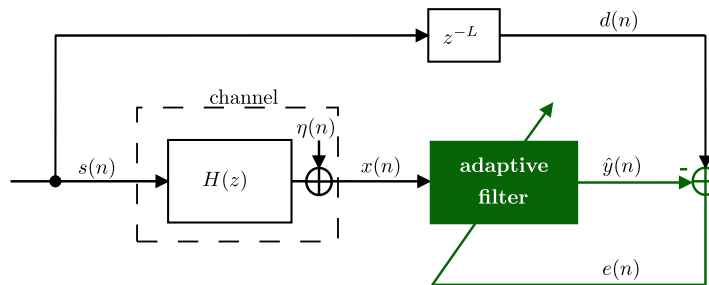 d(n)
z^{-L}
channel
η(n)
s(n)
H(z)
x(n)
adaptive
filter
ŷ(n)
-
e(n)